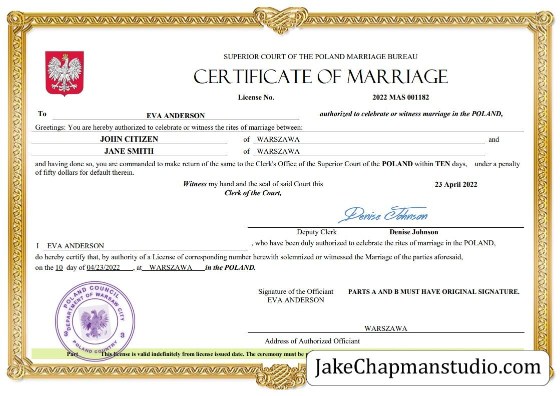 SUPERIOR COURT OF THE POLAND MARRIAGE BUREAU
CERTIFICATE OF MARRIAGE
License No. 2022 MAS 001182
To EVA ANDERSON authorized to celebrate or witness marriage in the POLAND,
Greetings: You are hereby authorized to celebrate or witness the rites of marriage between:
JOHN CITIZEN of WARSZAWA and
JANE SMITH of WARSZAWA
and having done so, you are commanded to make return of the same to the Clerk's Office of the Superior Court of the POLAND within TEN days, under a penalty
of fifty dollars for default therein.
Witness my hand and the seal of said Court this 23 April 2022
Clerk of the Court,
Denise Johnson
Deputy Clerk Denise Johnson
I EVA ANDERSON , who have been duly authorized to celebrate the rites of marriage in the POLAND,
do hereby certify that, by authority of a License of corresponding number herewith solemnized or witnessed the Marriage of the parties aforesaid,
on the 10 day of 04/23/2022 , at WARSZAWA in the POLAND.
Signature of the Officiant PARTS A AND B MUST HAVE ORIGINAL SIGNATURE.
EVA ANDERSON
POLAND COUNCIL
DEPARTMENT OF WARSAW CITY
POLAND COUNTRY
WARSZAWA
Address of Authorized Officiant
Part This license is valid indefinitely from license issued date. The ceremony must be
JakeChapmanstudio.com